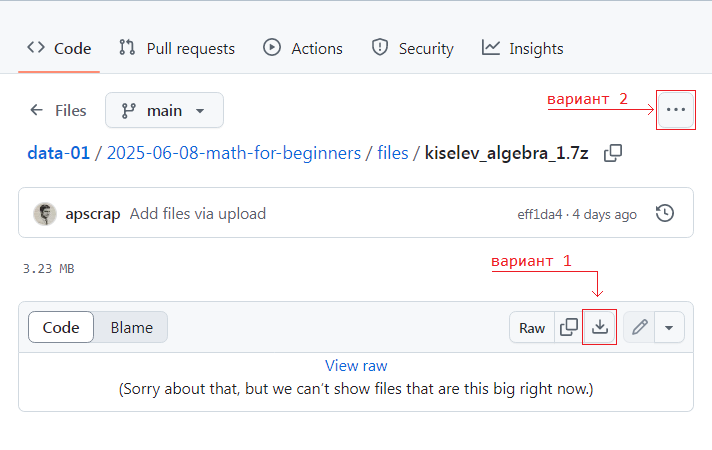 Code Pull requests Actions Security Insights
вариант 2
Files main
data-01 / 2025-06-08-math-for-beginners / files / kiselev_algebra_1.7z
apscrap Add files via upload eff1da4 · 4 days ago
3.23 MB
вариант 1
Code Blame Raw
View raw
(Sorry about that, but we can’t show files that are this big right now.)